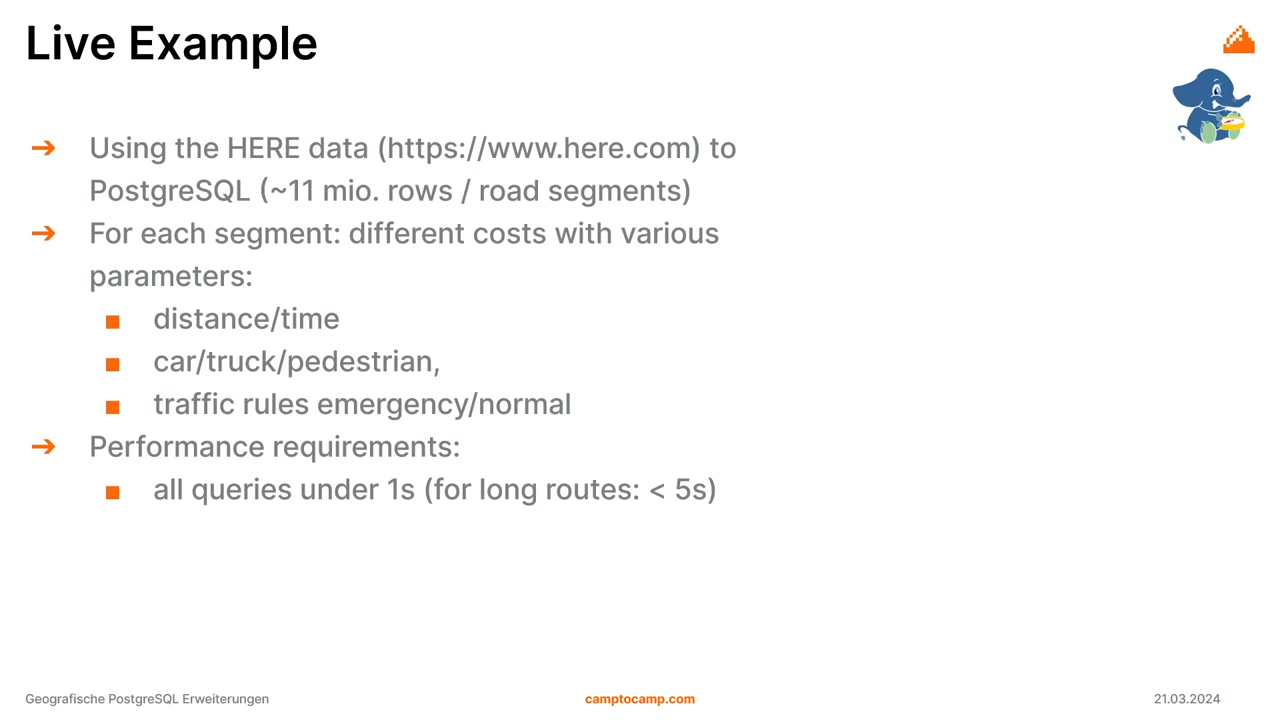 Live Example
➔ Using the HERE data (https://www.here.com) to
PostgreSQL (~11 mio. rows / road segments)
➔ For each segment: different costs with various
parameters:
■ distance/time
■ car/truck/pedestrian,
■ traffic rules emergency/normal
➔ Performance requirements:
■ all queries under 1s (for long routes: < 5s)
Geografische PostgreSQL Erweiterungen
camptocamp.com
21.03.2024